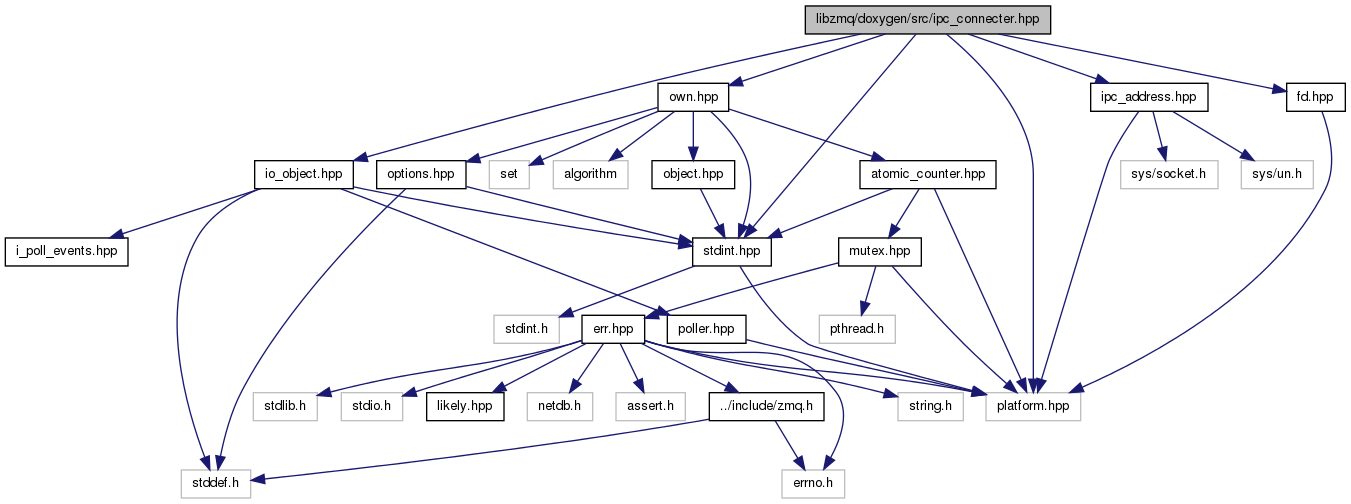 libzmq/doxygen/src/ipc_connecter.hpp
own.hpp
ipc_address.hpp
fd.hpp
io_object.hpp
options.hpp
set
algorithm
object.hpp
atomic_counter.hpp
sys/socket.h
sys/un.h
i_poll_events.hpp
stdint.hpp
mutex.hpp
stdint.h
err.hpp
poller.hpp
pthread.h
stdlib.h
stdio.h
likely.hpp
netdb.h
assert.h
../include/zmq.h
string.h
platform.hpp
stddef.h
errno.h